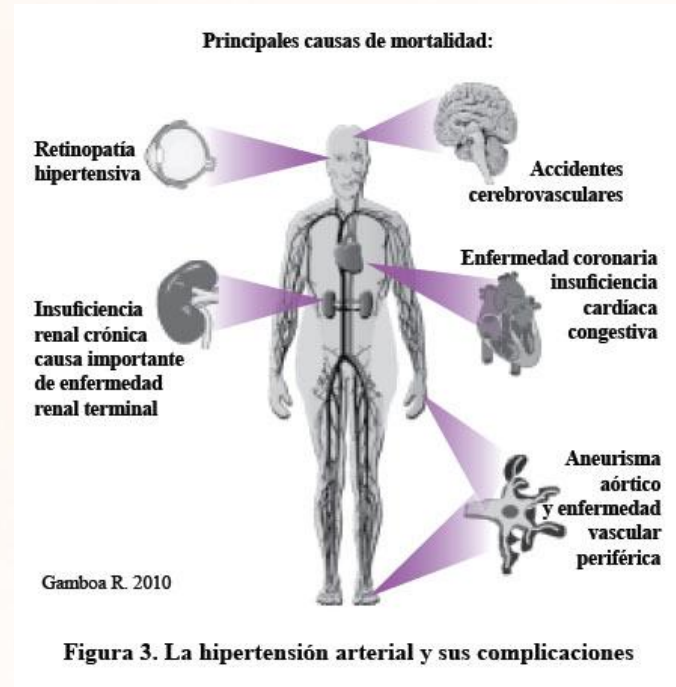 Principales causas de mortalidad:
Retinopatía
hipertensiva
Accidentes
cerebrovasculares
Insuficiencia
renal crónica
causa importante
de enfermedad
renal terminal
Enfermedad coronaria
insuficiencia
cardíaca
congestiva
Aneurisma
aórtico
y enfermedad
vascular
periférica
Gamboa R. 2010
Figura 3. La hipertensión arterial y sus complicaciones